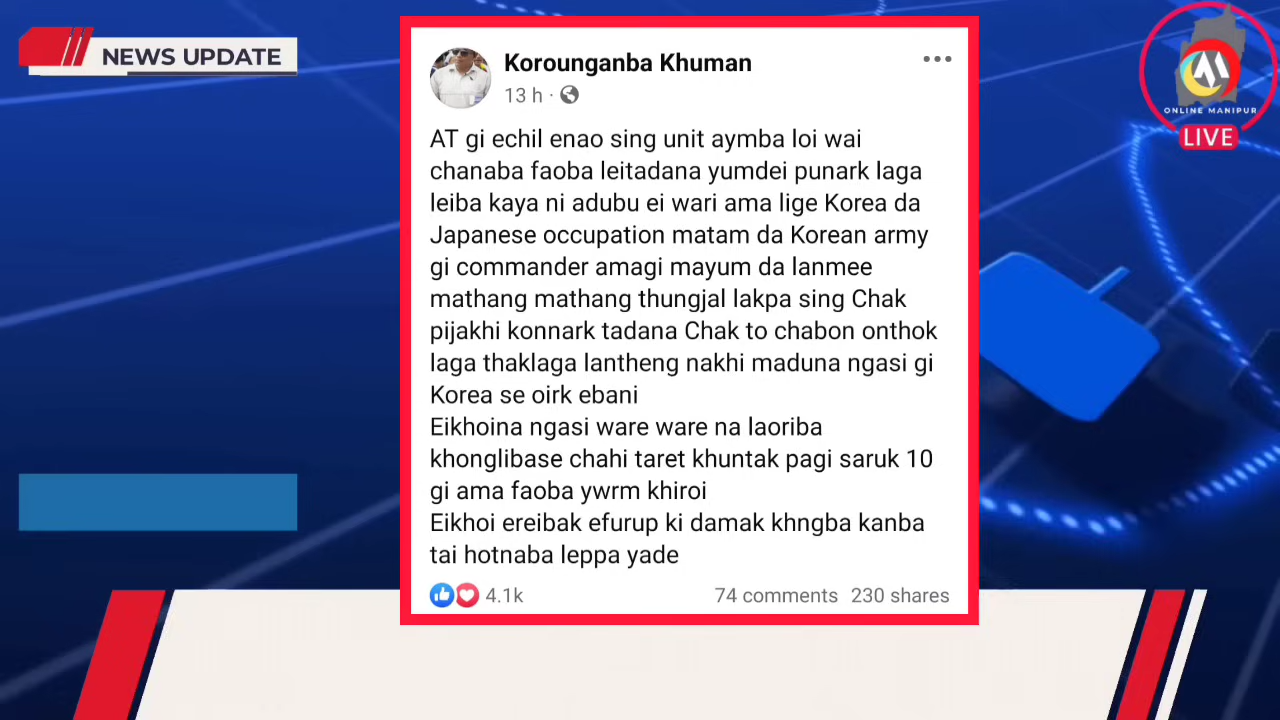 NEWS UPDATE
ONLINE MANIPUR
LIVE
Korounganba Khuman
13 h ·
AT gi echil enao sing unit aymba loi wai
chanaba faoba leitadana yumdei punark laga
leiba kaya ni adubu ei wari ama lige Korea da
Japanese occupation matam da Korean army
gi commander amagi mayum da lanmee
mathang mathang thungjal lakpa sing Chak
pijakhi konnark tadana Chak to chabon onthok
laga thaklaga lantheng nakhi maduna ngasi gi
Korea se oirk ebani
Eikhoina ngasi ware ware na laoriba
khonglibase chahi taret khuntak pagi saruk 10
gi ama faoba ywrm khiroi
Eikhoi ereibak efurup ki damak khngba kanba
tai hotnaba leppa yade
4.1k 74 comments 230 shares